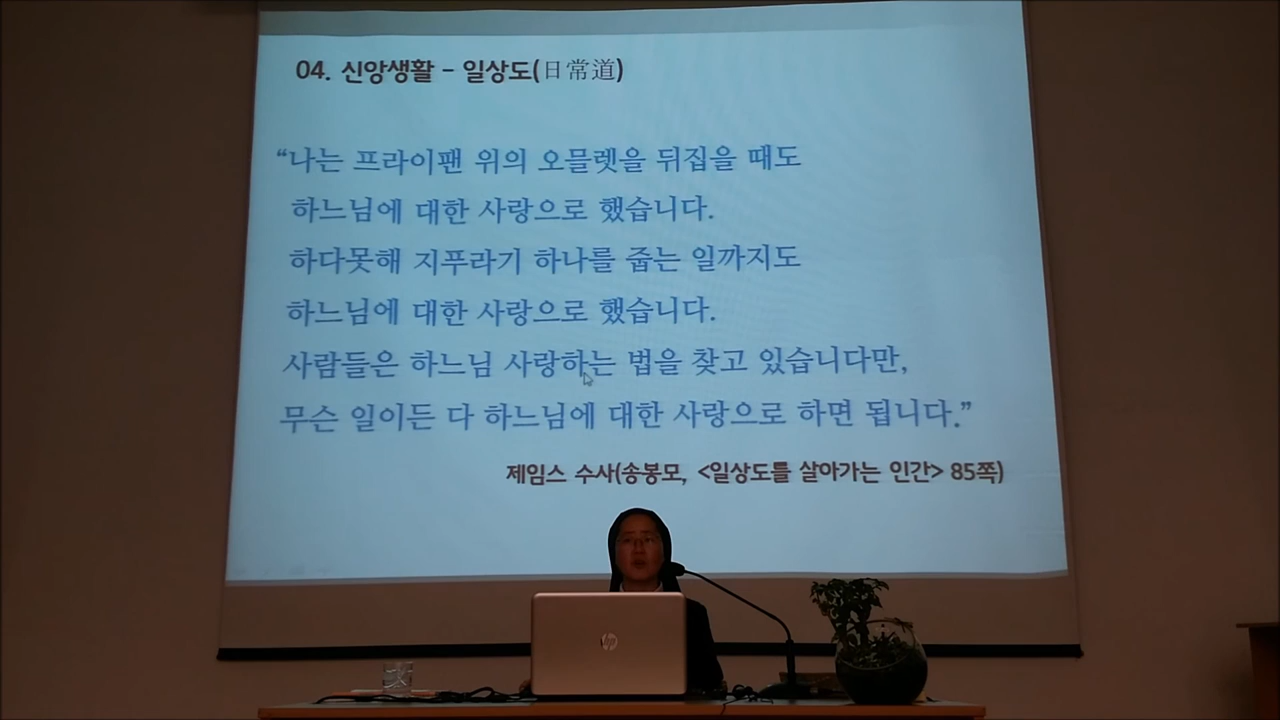 04. 신앙생활 - 일상도(日常道)
“나는 프라이팬 위의 오믈렛을 뒤집을 때도
하느님에 대한 사랑으로 했습니다.
하다못해 지푸라기 하나를 줍는 일까지도
하느님에 대한 사랑으로 했습니다.
사람들은 하느님 사랑하는 법을 찾고 있습니다만,
무슨 일이든 다 하느님에 대한 사랑으로 하면 됩니다.”
제임스 수사(송봉모, <일상도를 살아가는 인간> 85쪽)
hp